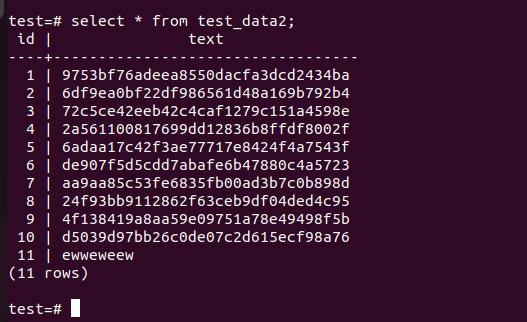 test=# select * from test_data2;
 id |               text
----+----------------------------------
  1 | 9753bf76adeea8550dacfa3dcd2434ba
  2 | 6df9ea0bf22df986561d48a169b792b4
  3 | 72c5ce42eeb42c4caf1279c151a4598e
  4 | 2a561100817699dd12836b8ffdf8002f
  5 | 6adaa17c42f3ae77717e8424f4a7543f
  6 | de907f5d5cdd7abafe6b47880c4a5723
  7 | aa9aa85c53fe6835fb00ad3b7c0b898d
  8 | 24f93bb9112862f63ceb9df04ded4c95
  9 | 4f138419a8aa59e09751a78e49498f5b
 10 | d5039d97bb26c0de07c2d615ecf98a76
 11 | ewweweew
(11 rows)

test=#